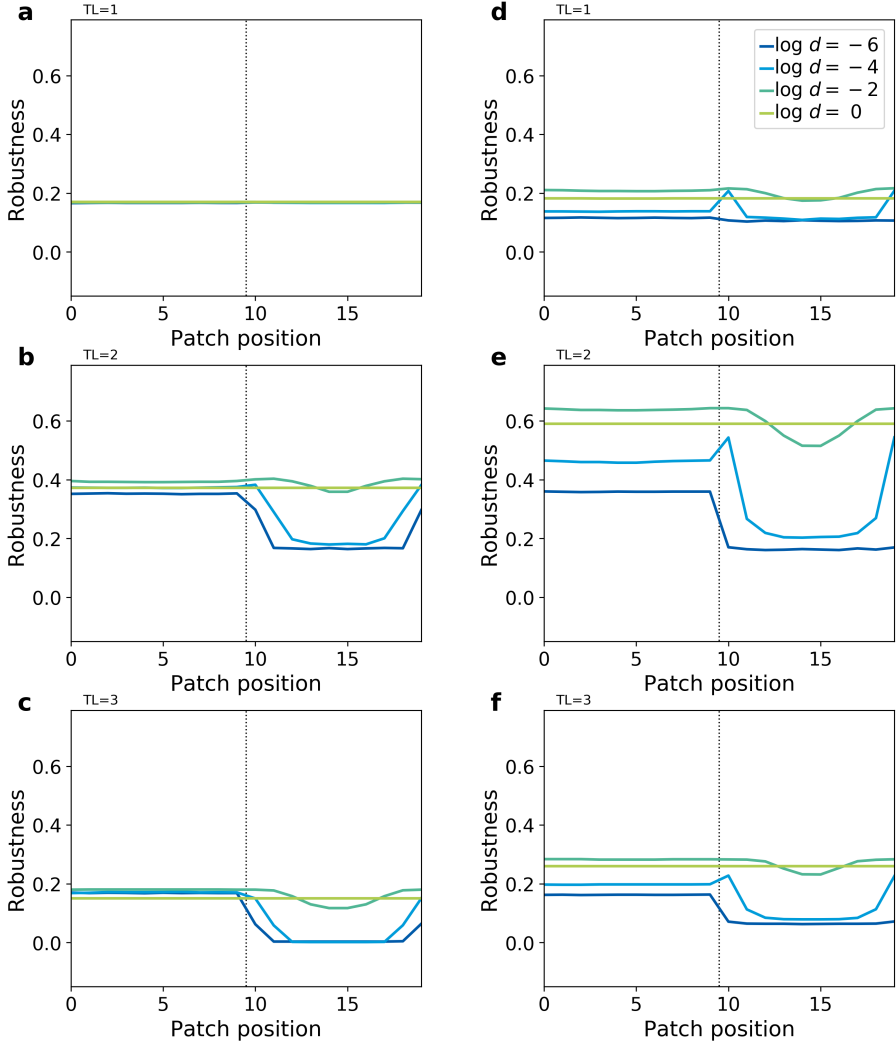 a TL=1
Robustness
0.6
0.4
0.2
0.0
0 5 10 15
Patch position
d TL=1
Robustness
0.6
0.4
0.2
0.0
log d = −6
log d = −4
log d = −2
log d = 0
0 5 10 15
Patch position
b TL=2
Robustness
0.6
0.4
0.2
0.0
0 5 10 15
Patch position
e TL=2
Robustness
0.6
0.4
0.2
0.0
0 5 10 15
Patch position
c TL=3
Robustness
0.6
0.4
0.2
0.0
0 5 10 15
Patch position
f TL=3
Robustness
0.6
0.4
0.2
0.0
0 5 10 15
Patch position